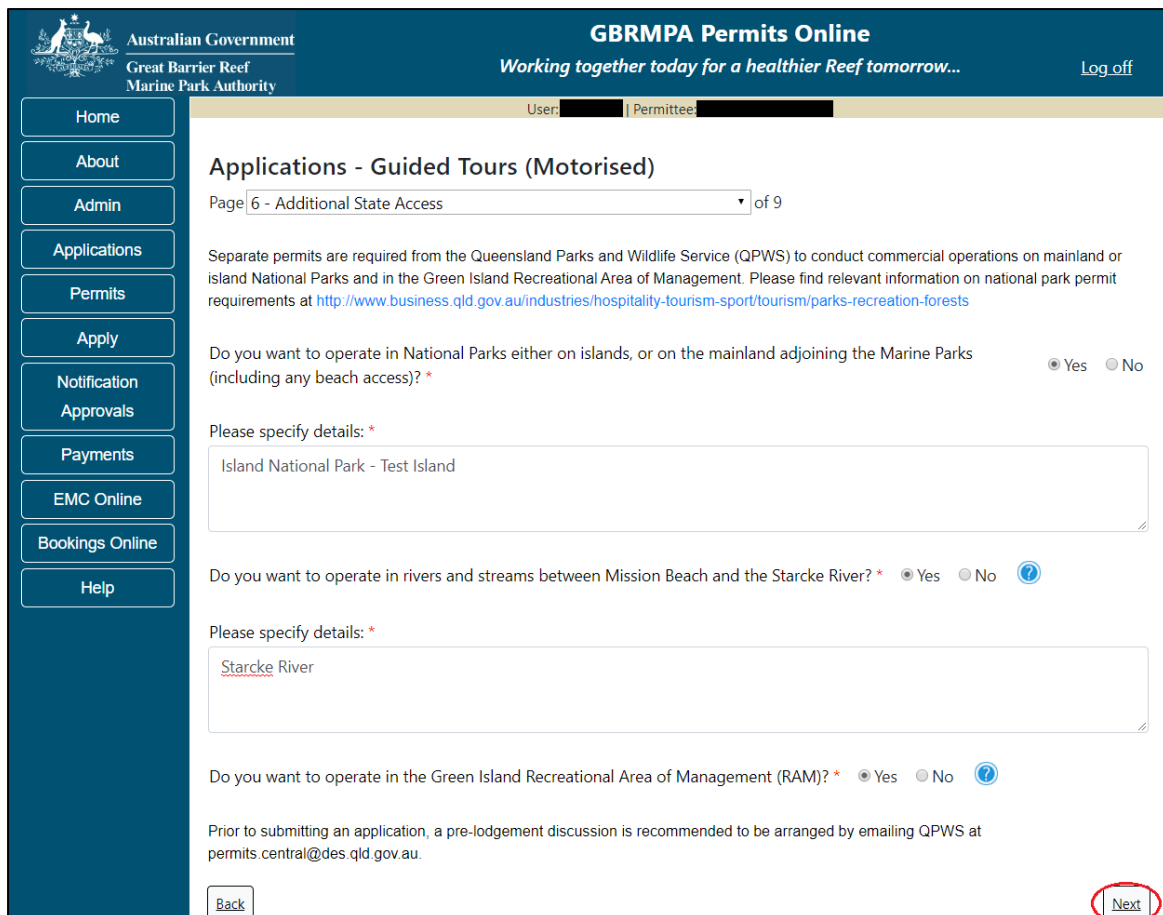 Australian Government
Great Barrier Reef
Marine Park Authority
GBRMPA Permits Online
Working together today for a healthier Reef tomorrow...
Log off
User: | Permittee:
Home
About
Admin
Applications
Permits
Apply
Notification
Approvals
Payments
EMC Online
Bookings Online
Help
Applications - Guided Tours (Motorised)
Page 6 - Additional State Access of 9
Separate permits are required from the Queensland Parks and Wildlife Service (QPWS) to conduct commercial operations on mainland or
island National Parks and in the Green Island Recreational Area of Management. Please find relevant information on national park permit
requirements at http://www.business.qld.gov.au/industries/hospitality-tourism-sport/tourism/parks-recreation-forests
Do you want to operate in National Parks either on islands, or on the mainland adjoining the Marine Parks
(including any beach access)? * Yes No
Please specify details: *
Island National Park - Test Island
Do you want to operate in rivers and streams between Mission Beach and the Starcke River? * Yes No ?
Please specify details: *
Starcke River
Do you want to operate in the Green Island Recreational Area of Management (RAM)? * Yes No ?
Prior to submitting an application, a pre-lodgement discussion is recommended to be arranged by emailing QPWS at
permits.central@des.qld.gov.au.
Back
Next